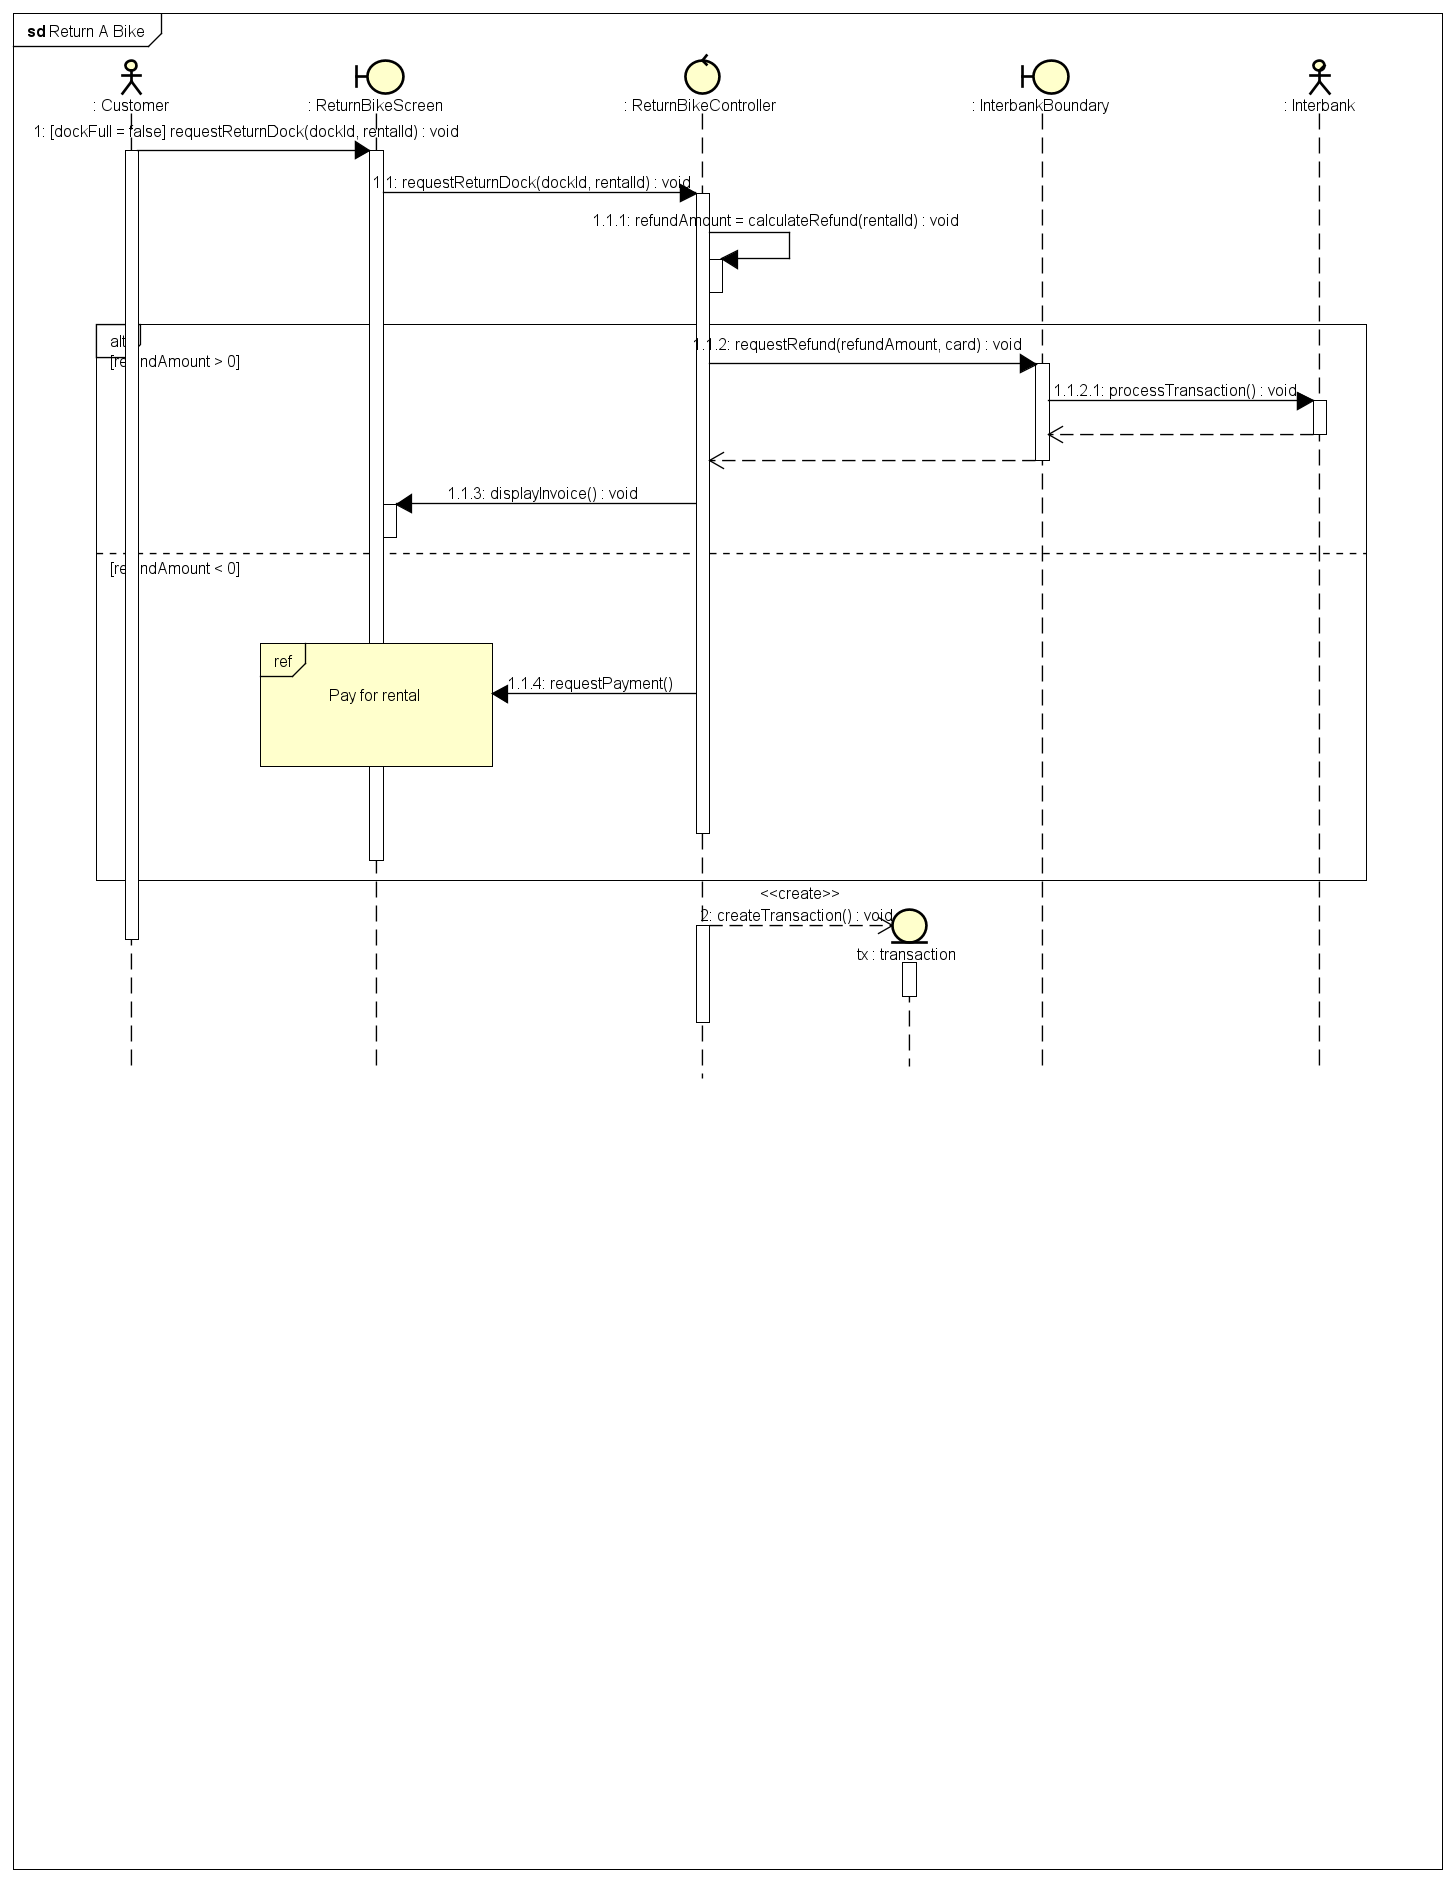 sd Return A Bike
: Customer
: ReturnBikeScreen
: ReturnBikeController
: InterbankBoundary
: Interbank
1: [dockFull = false] requestReturnDock(dockId, rentalId) : void
1.1: requestReturnDock(dockId, rentalId) : void
1.1.1: refundAmount = calculateRefund(rentalId) : void
alt
1.1.2: requestRefund(refundAmount, card) : void
[refundAmount > 0]
1.1.2.1: processTransaction() : void
1.1.3: displayInvoice() : void
[refundAmount < 0]
ref
1.1.4: requestPayment()
Pay for rental
<<create>>
2: createTransaction() : void
tx : transaction